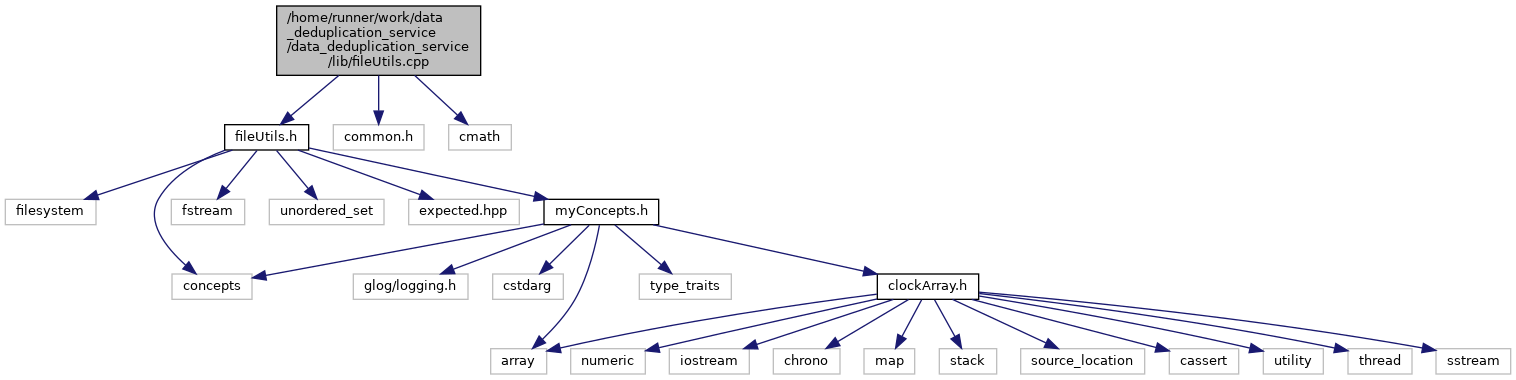 /home/runner/work/data
_deduplication_service
/data_deduplication_service
/lib/fileUtils.cpp
fileUtils.h
common.h
cmath
filesystem
fstream
unordered_set
expected.hpp
myConcepts.h
concepts
glog/logging.h
cstdarg
type_traits
clockArray.h
array
numeric
iostream
chrono
map
stack
source_location
cassert
utility
thread
sstream